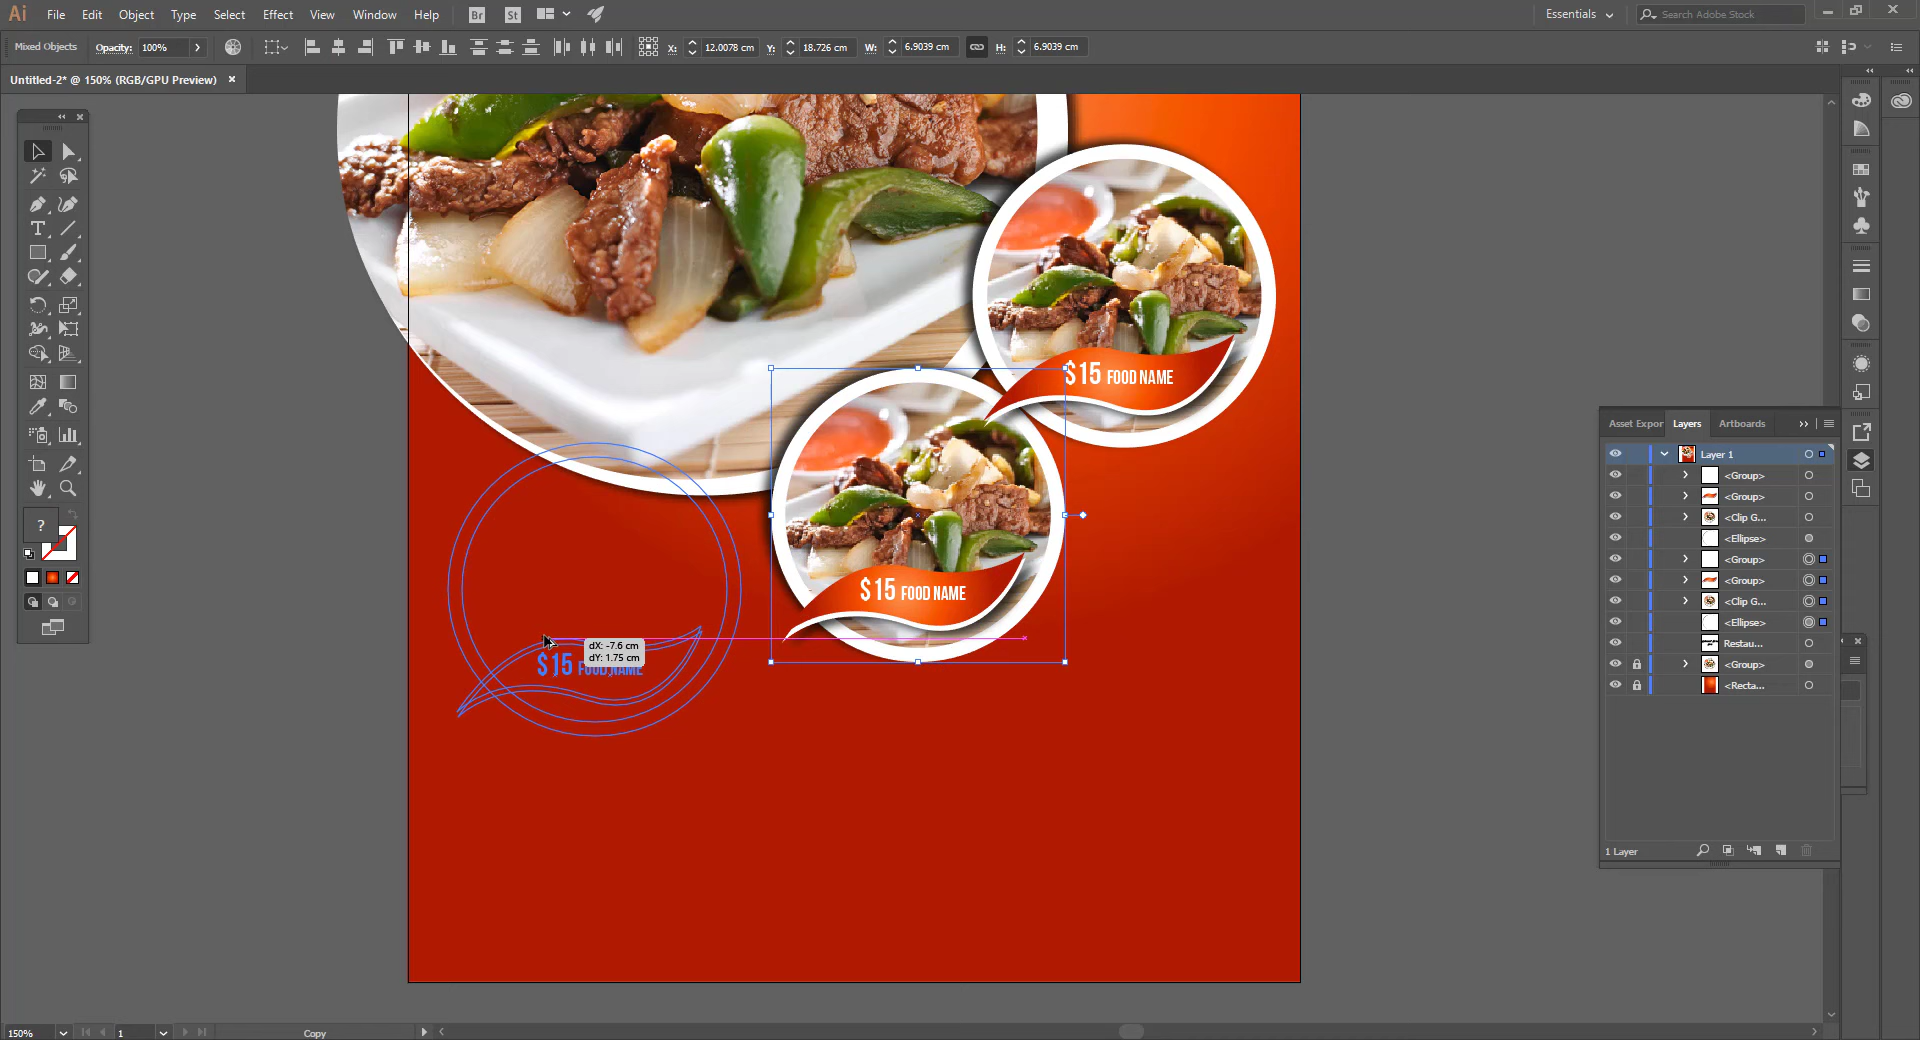 Ai File Edit Object Type Select Effect View Window Help Br St Essentials Search Adobe Stock
Mixed Objects Opacity: 100% X: 12.0078 cm Y: 18.726 cm W: 6.9039 cm H: 6.9039 cm
Untitled-2* @ 150% (RGB/GPU Preview)
$15 FOOD NAME
$15 FOOD NAME
dX: -7.6 cm
dY: 1.75 cm
$15 FOOD NAME
?
Asset Expor Layers Artboards
Layer 1
<Group>
<Group>
<Clip G...
<Ellipse>
<Group>
<Group>
<Clip G...
<Ellipse>
Restau...
<Group>
<Recta...
1 Layer
150% 1 Copy